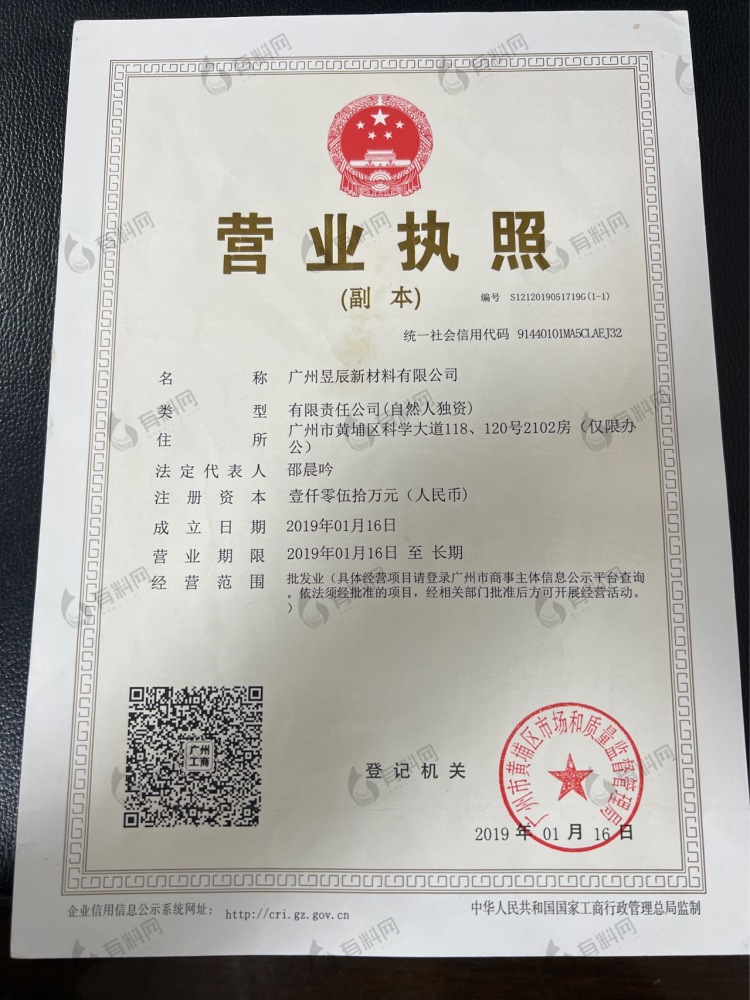 营业执照
(副 本)
编号 S1212019051719G(1-1)
统一社会信用代码 91440101MA5CLAEJ32
名称 广州昱辰新材料有限公司
类型 有限责任公司(自然人独资)
住所 广州市黄埔区科学大道118、120号2102房（仅限办
公）
法定代表人 邵晨吟
注册资本 壹仟零伍拾万元（人民币）
成立日期 2019年01月16日
营业期限 2019年01月16日 至 长期
经营范围 批发业（具体经营项目请登录广州市商事主体信息公示平台查询
。依法须经批准的项目，经相关部门批准后方可开展经营活动。
）
广州
工商
登记机关
广州市黄埔区市场和质量监督管理局
2019 年 01 月 16 日
企业信用信息公示系统网址： http://cri.gz.gov.cn
中华人民共和国国家工商行政管理总局监制
有料网